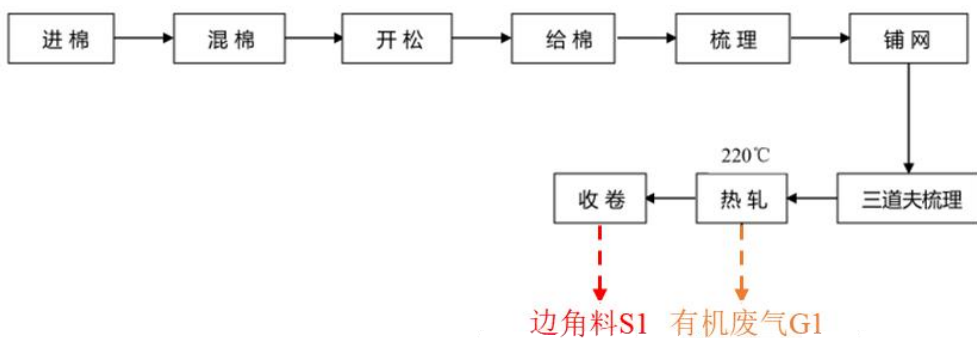 进棉
混棉
开松
给棉
梳理
铺网
220℃
收卷
热轧
三道夫梳理
边角料S1
有机废气G1